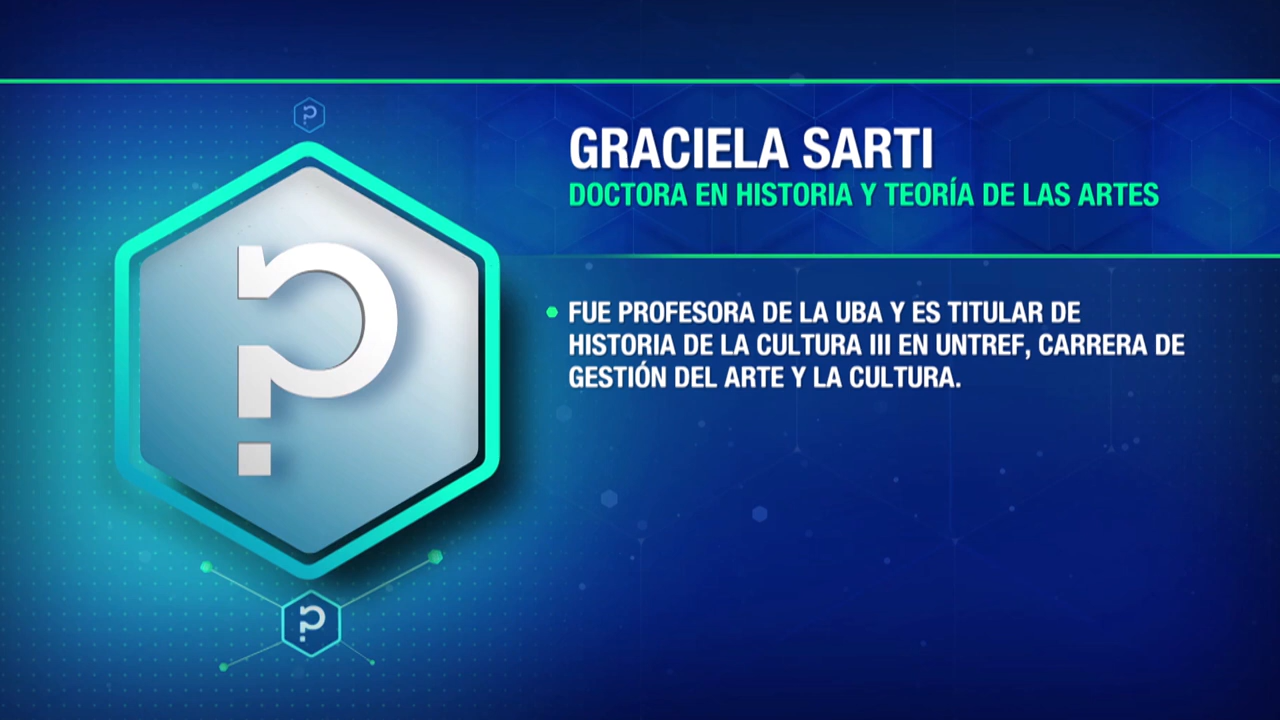 GRACIELA SARTI
DOCTORA EN HISTORIA Y TEORÍA DE LAS ARTES
FUE PROFESORA DE LA UBA Y ES TITULAR DE
HISTORIA DE LA CULTURA III EN UNTREF, CARRERA DE
GESTIÓN DEL ARTE Y LA CULTURA.